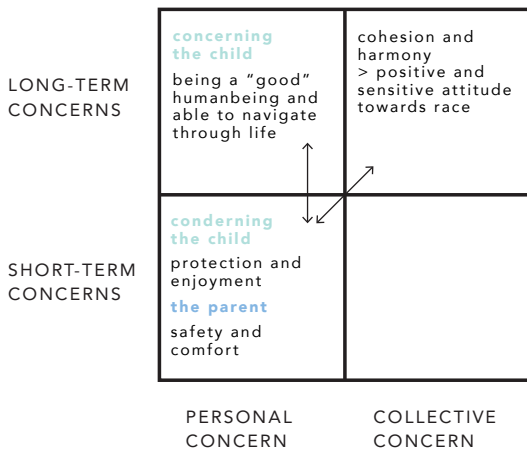 LONG-TERM
CONCERNS
concerning
the child
being a “good”
humanbeing and
able to navigate
through life
cohesion and
harmony
> positive and
sensitive attitude
towards race
SHORT-TERM
CONCERNS
conderning
the child
protection and
enjoyment
the parent
safety and
comfort
PERSONAL
CONCERN
COLLECTIVE
CONCERN